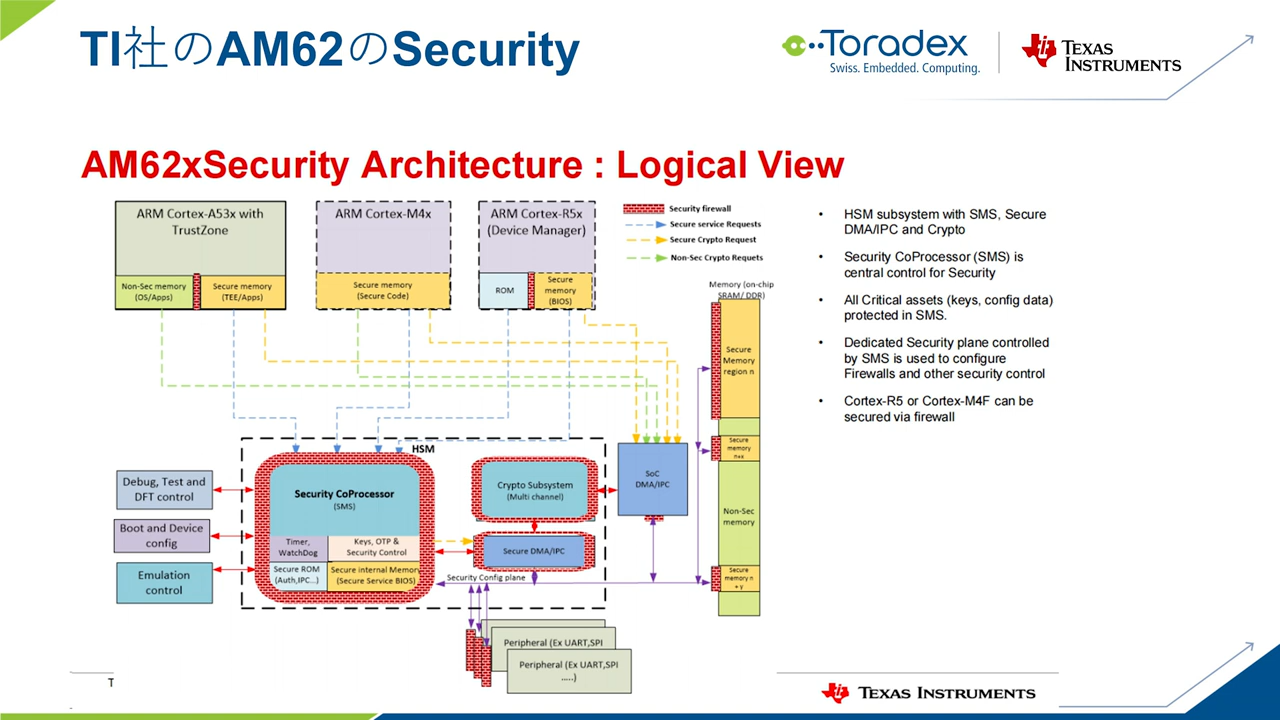 TI社のAM62のSecurity
Toradex
Swiss. Embedded. Computing.
TEXAS
INSTRUMENTS
AM62xSecurity Architecture : Logical View
ARM Cortex-A53x with
TrustZone
Non-Sec memory
(OS/Apps)
Secure memory
(TEE/Apps)
ARM Cortex-M4x
Secure memory
(Secure Code)
ARM Cortex-R5x
(Device Manager)
ROM
Secure
memory
(BIOS)
Security firewall
Secure service Requests
Secure Crypto Request
Non-Sec Crypto Requets
Memory (on-chip
SRAM/ DDR)
Secure
Memory
region n
Secure
memory
n+x
Non-Sec
memory
Secure
memory n
+ y
HSM
Security CoProcessor
(SMS)
Timer,
WatchDog
Keys, OTP &
Security Control
Secure ROM
(Auth,IPC...)
Secure internal Memory
(Secure Service BIOS)
Crypto Subsystem
(Multi channel)
Secure DMA/IPC
SoC
DMA/IPC
Security Config plane
Debug, Test and
DFT control
Boot and Device
config
Emulation
control
Peripheral (Ex UART,SPI
Peripheral (Ex UART,SPI
.....)
• HSM subsystem with SMS, Secure
DMA/IPC and Crypto
• Security CoProcessor (SMS) is
central control for Security
• All Critical assets (keys, config data)
protected in SMS.
• Dedicated Security plane controlled
by SMS is used to configure
Firewalls and other security control
• Cortex-R5 or Cortex-M4F can be
secured via firewall
T
TEXAS INSTRUMENTS